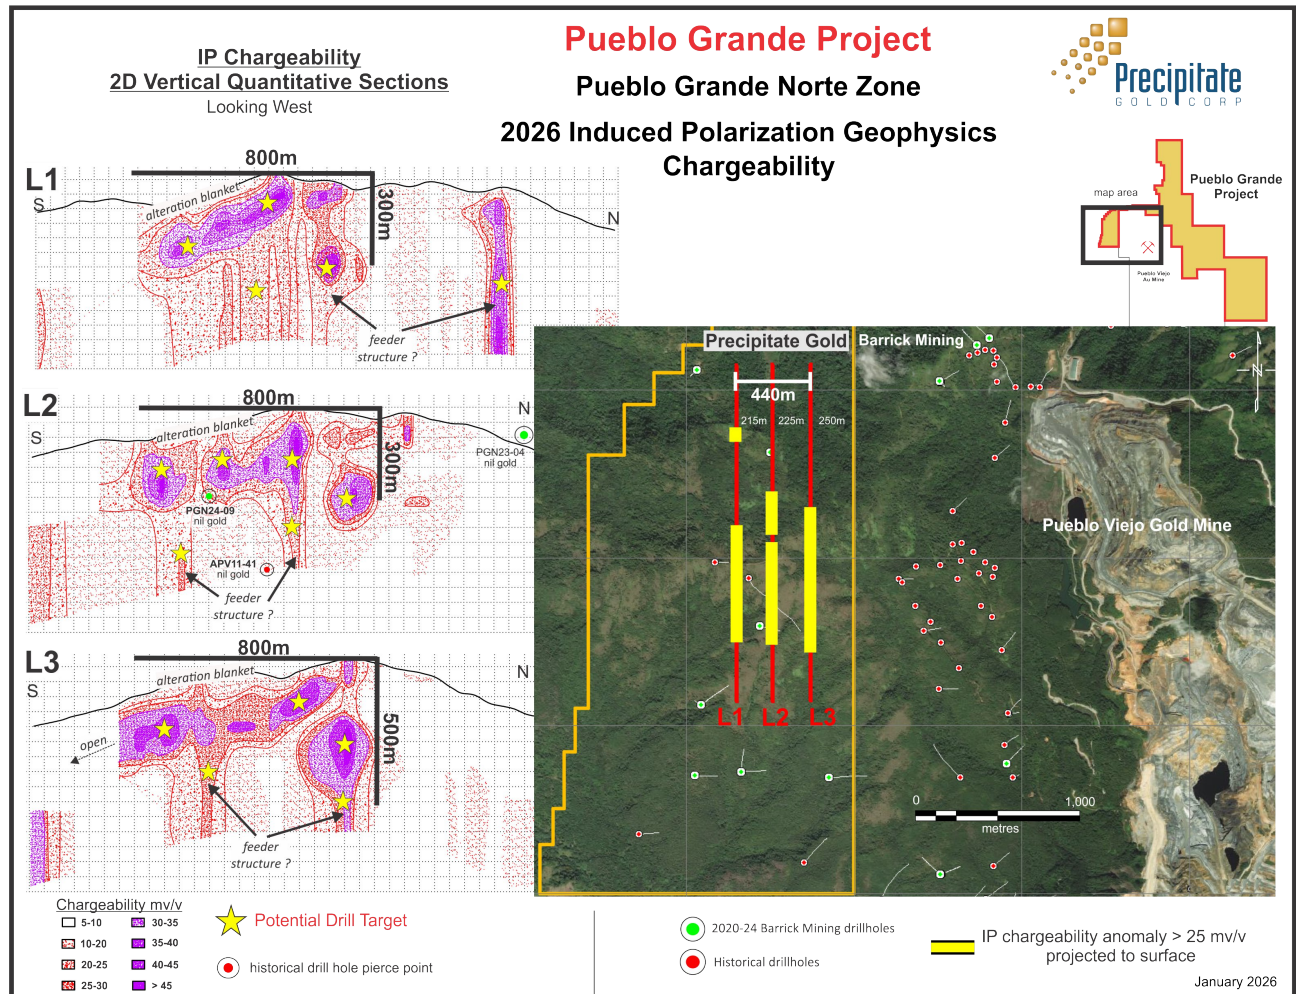 IP Chargeability
2D Vertical Quantitative Sections
Looking West
Pueblo Grande Project
Pueblo Grande Norte Zone
2026 Induced Polarization Geophysics
Chargeability
Precipitate
GOLD CORP
map area
Pueblo Grande
Project
Pueblo Viejo
Au Mine
L1
S
800m
300m
alteration blanket
N
feeder
structure ?
L2
S
800m
300m
alteration blanket
N
PGN23-04
nil gold
PGN24-09
nil gold
APV11-41
nil gold
feeder
structure ?
L3
S
800m
500m
alteration blanket
N
open
feeder
structure ?
Precipitate Gold
Barrick Mining
N
440m
215m
225m
250m
Pueblo Viejo Gold Mine
L1
L2
L3
0
1,000
metres
Chargeability mv/v
5-10
30-35
10-20
35-40
20-25
40-45
25-30
> 45
Potential Drill Target
historical drill hole pierce point
2020-24 Barrick Mining drillholes
Historical drillholes
IP chargeability anomaly > 25 mv/v
projected to surface
January 2026